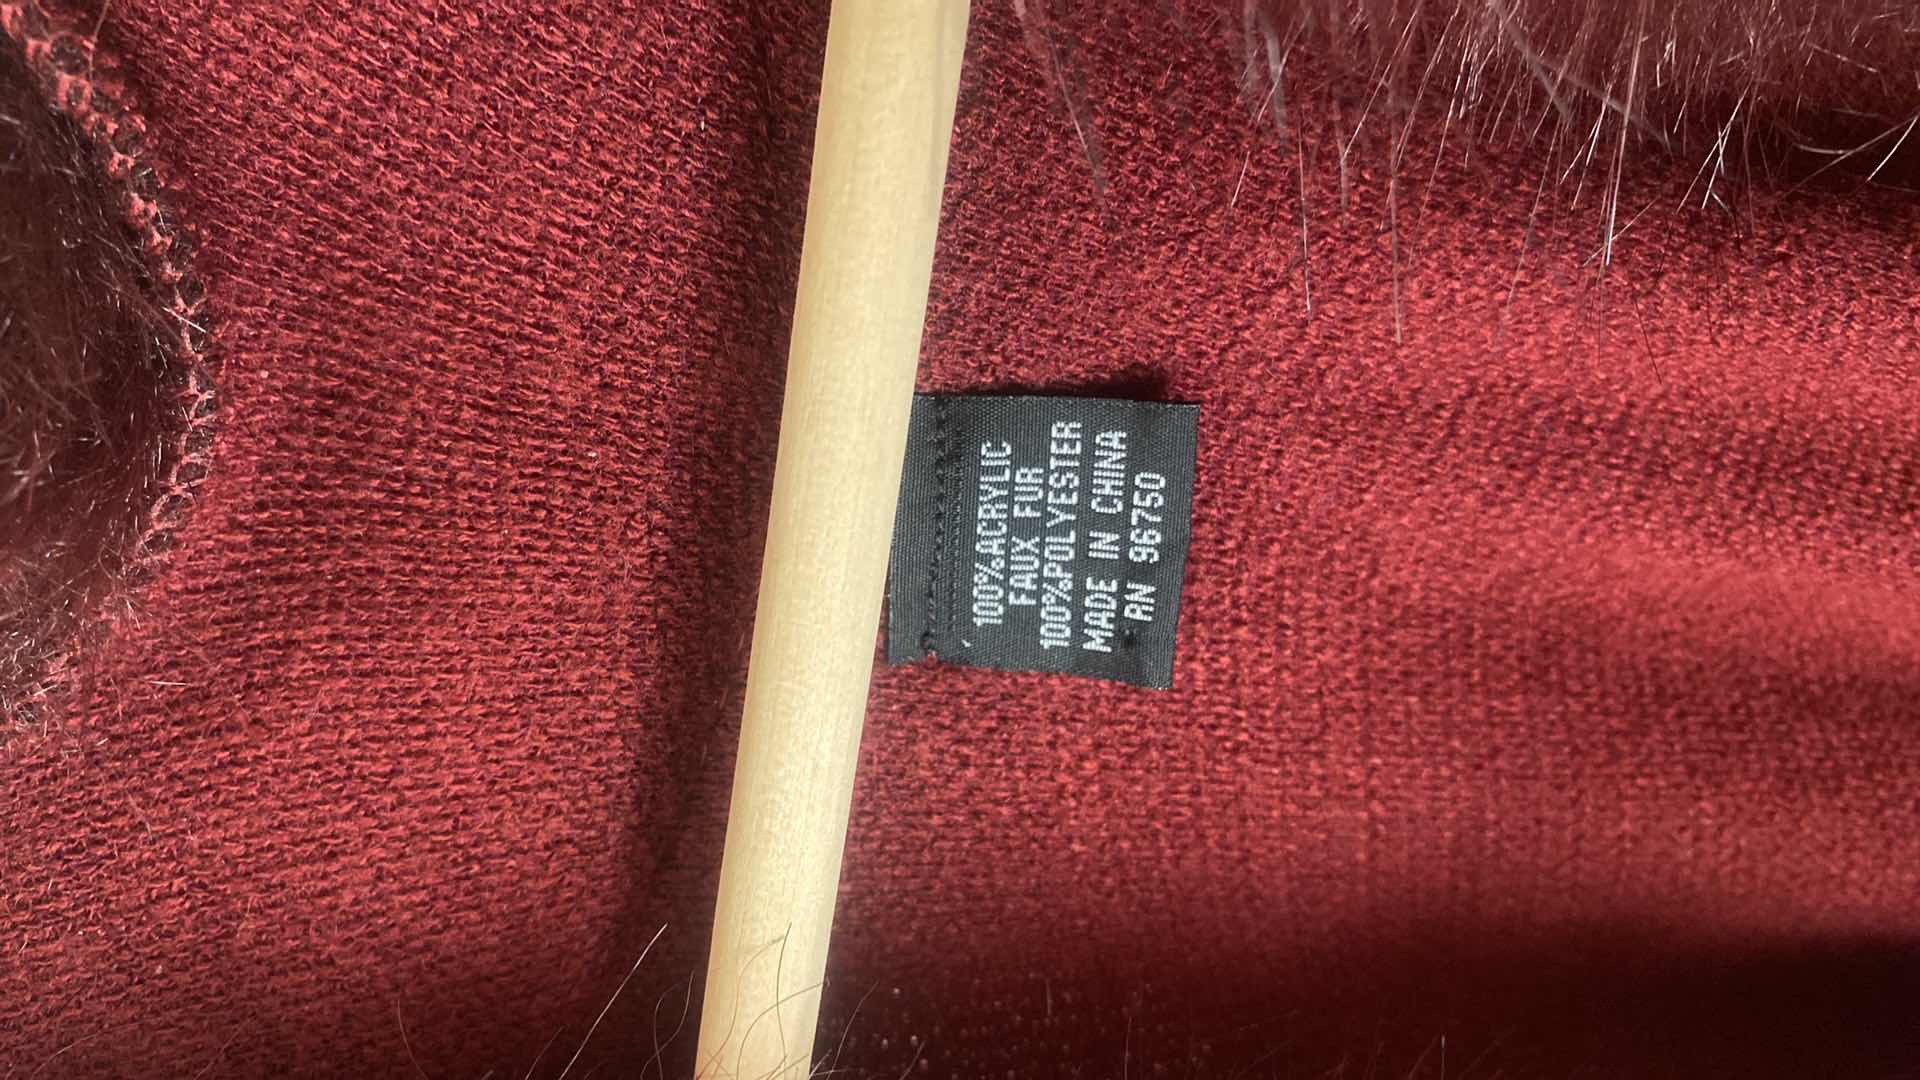 100%ACRYLIC
FAUX FUR
100%POLYESTER
MADE IN CHINA
RN 96750